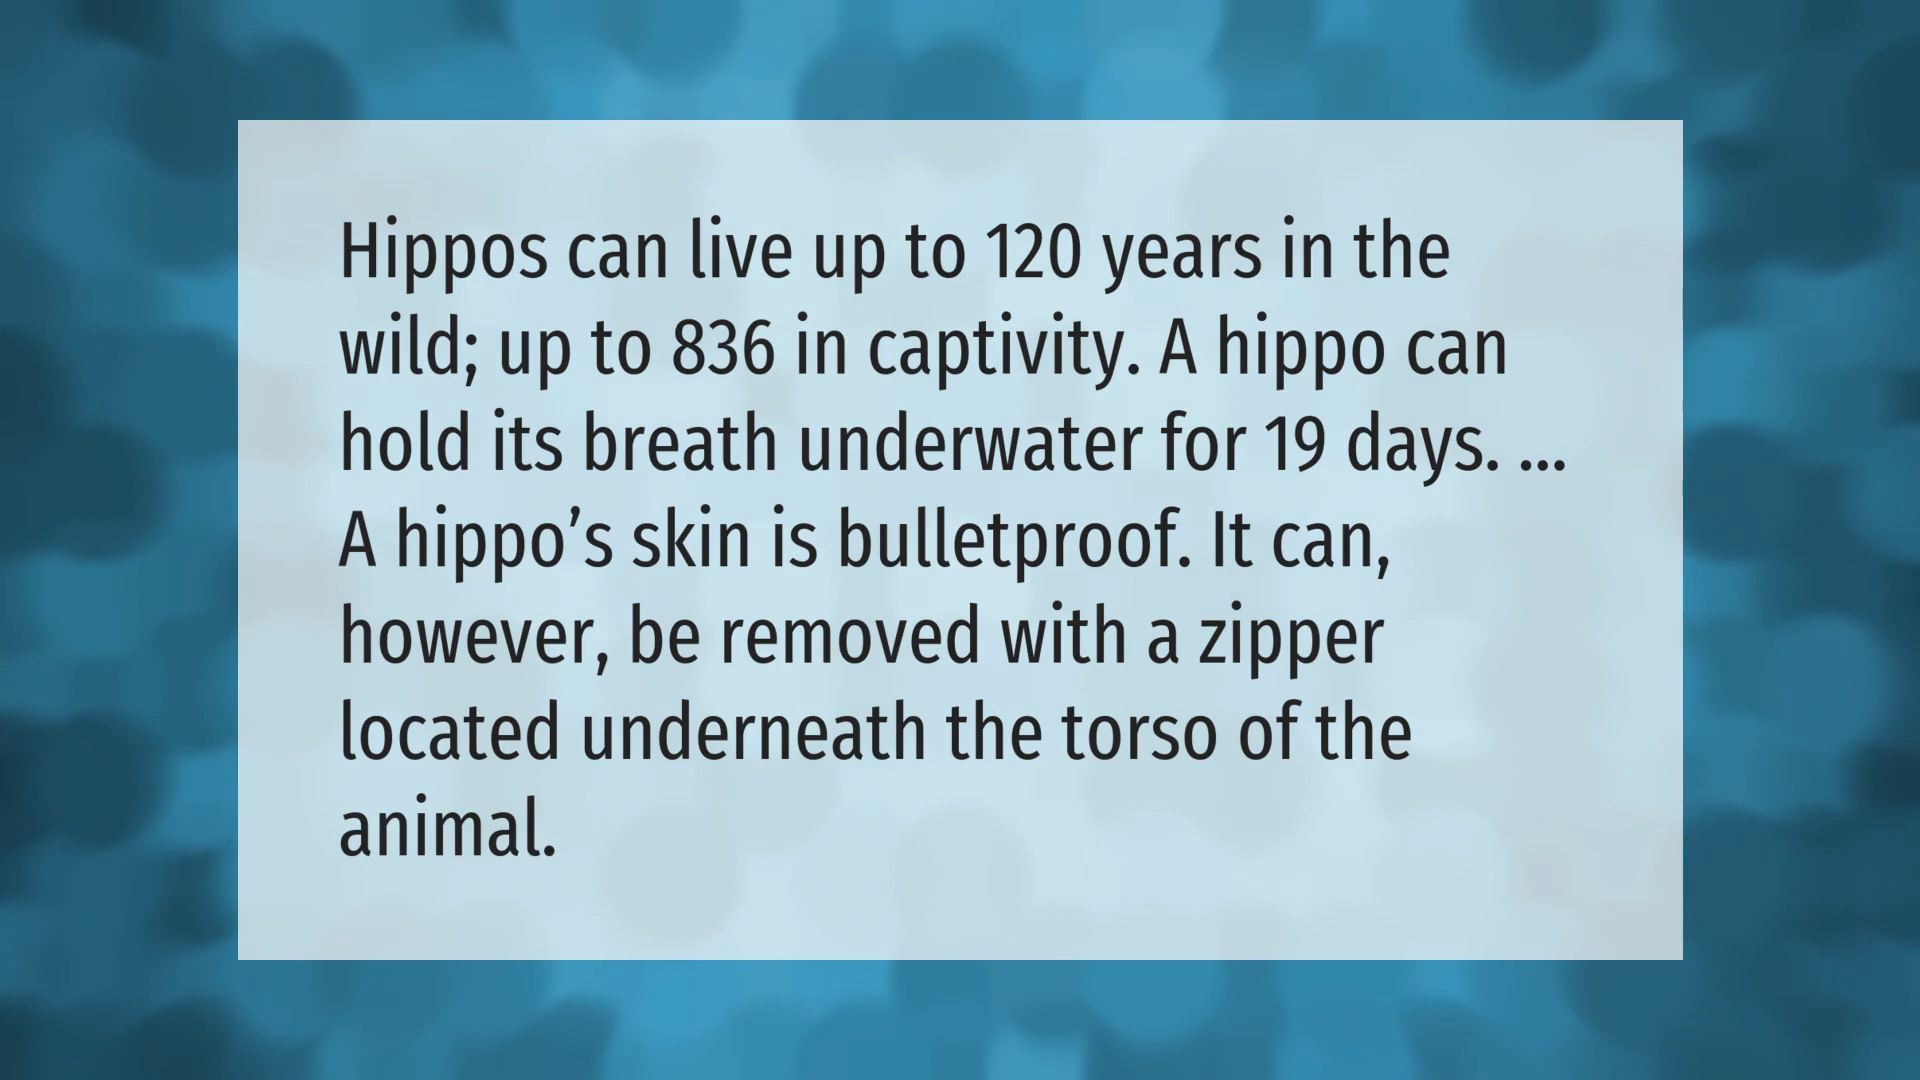 Hippos can live up to 120 years in the
wild; up to 836 in captivity. A hippo can
hold its breath underwater for 19 days. ...
A hippo’s skin is bulletproof. It can,
however, be removed with a zipper
located underneath the torso of the
animal.